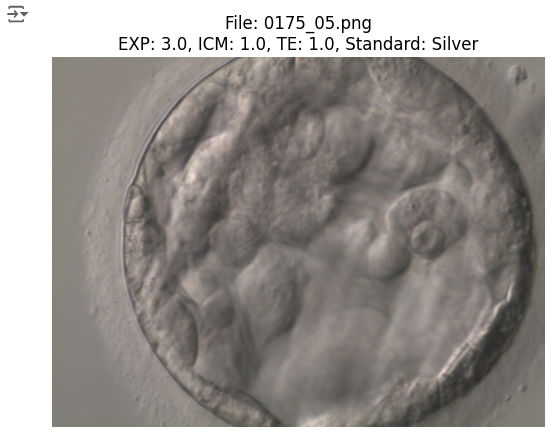 File: 0175_05.png
EXP: 3.0, ICM: 1.0, TE: 1.0, Standard: Silver